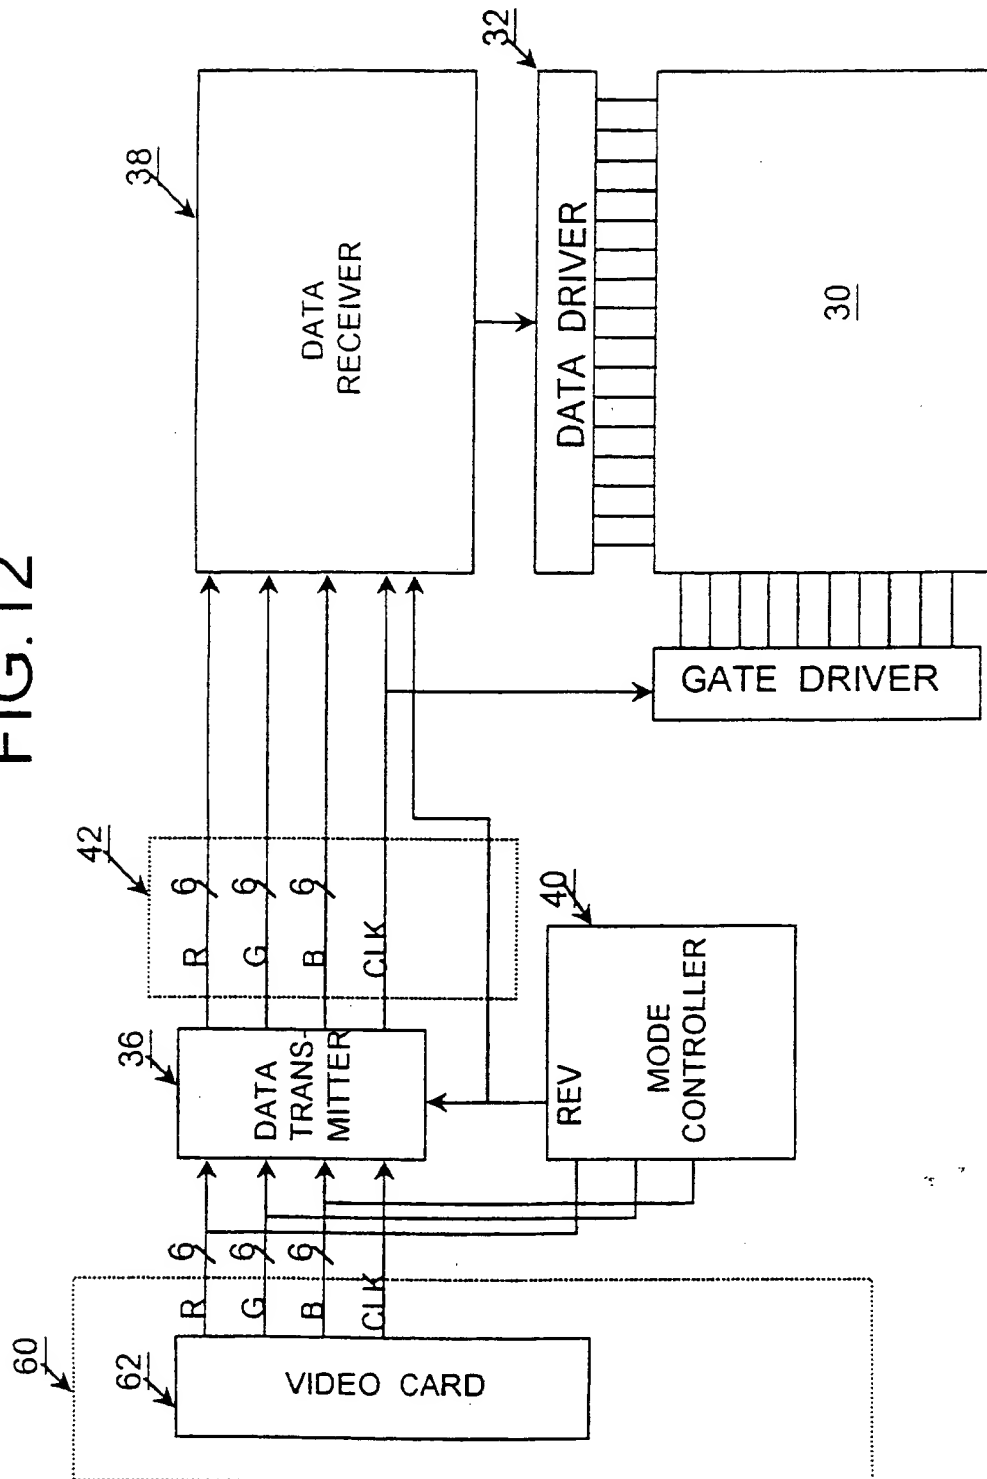 FIG. 12
60
62
VIDEO CARD
R
G
B
CLK
6
6
6
36
DATA
TRANS-
MITTER
42
R
G
B
CLK
6
6
6
40
REV
MODE
CONTROLLER
38
DATA
RECEIVER
32
DATA DRIVER
GATE DRIVER
30